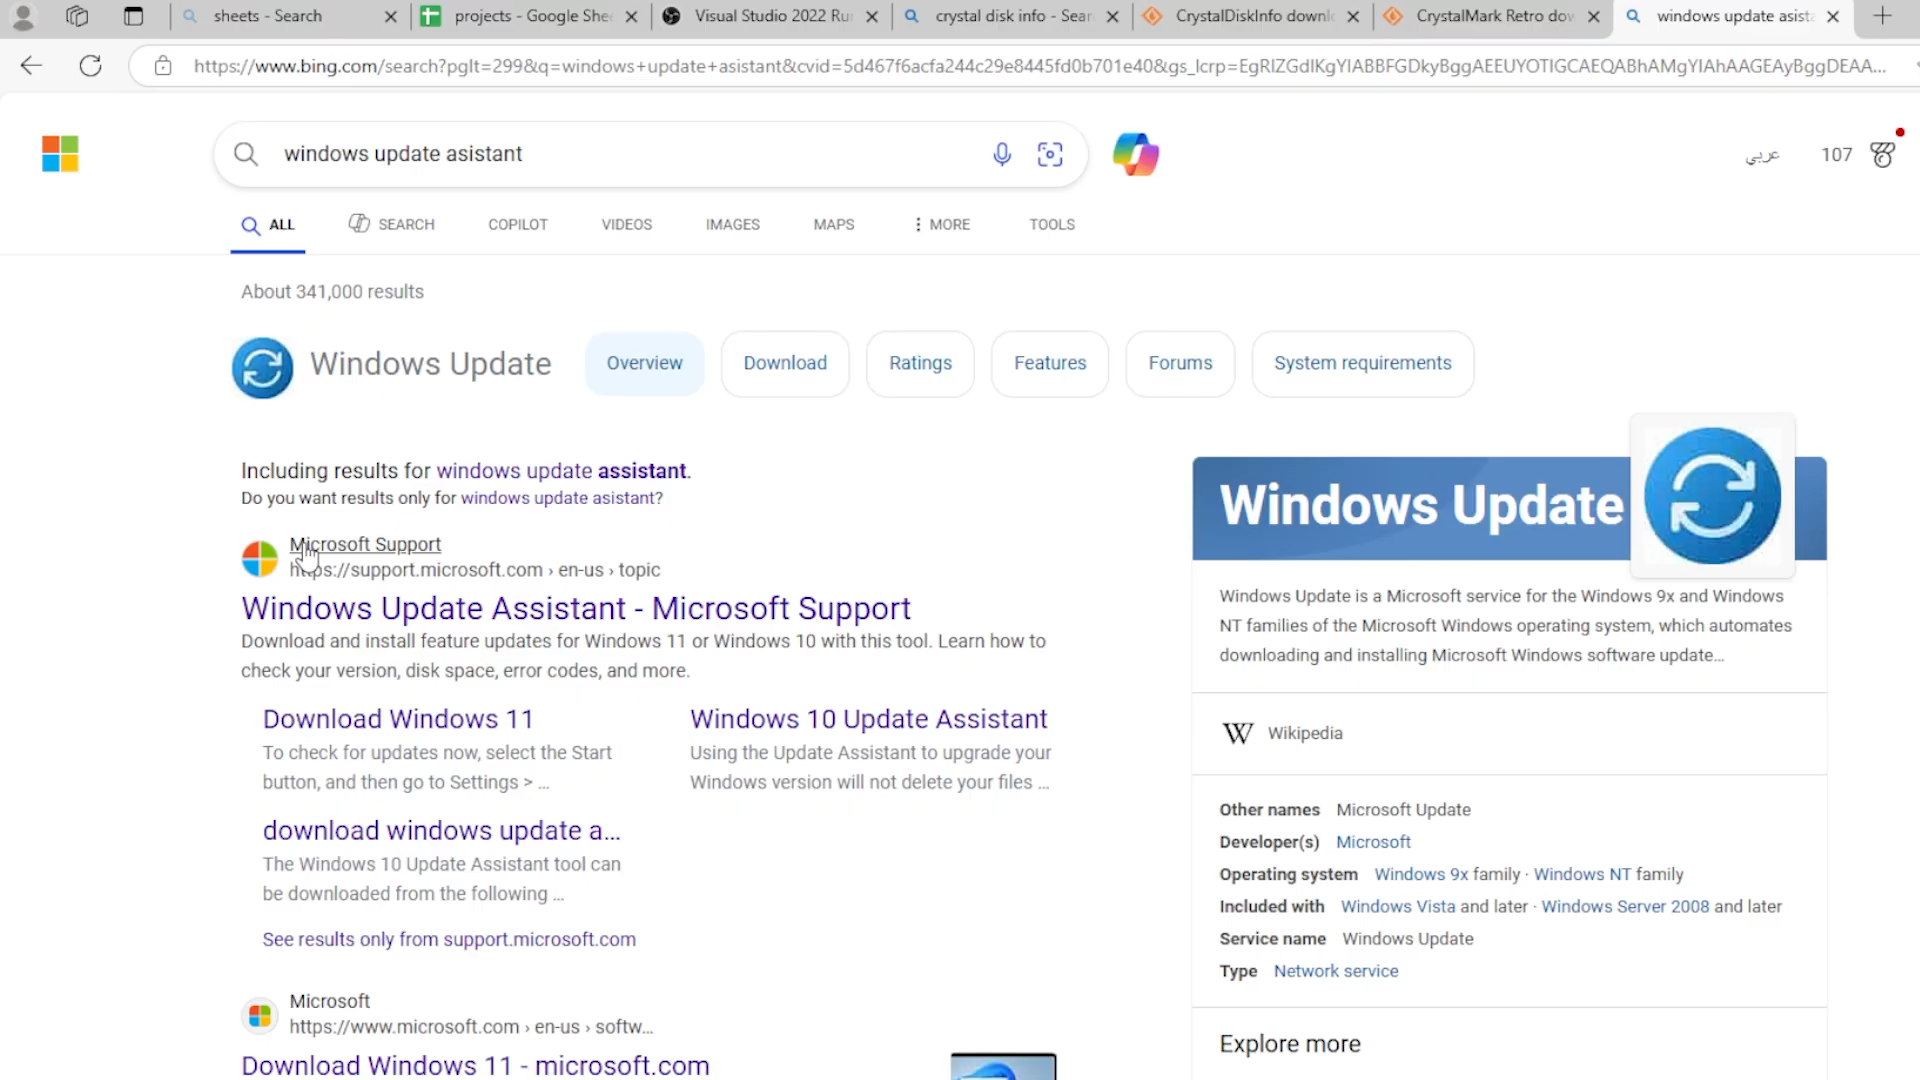 sheets - Search
projects - Google She
Visual Studio 2022 Ru
crystal disk info - Sear
CrystalDiskInfo downl
CrystalMark Retro dow
windows update asista
https://www.bing.com/search?pglt=299&q=windows+update+asistant&cvid=5d467f6acfa244c29e8445fd0b701e40&gs_lcrp=EgRlZGdlKgYIABBFGDkyBggAEEUYOTIGCAEQABhAMgYIAhAAGEAyBggDEAA...
windows update asistant
عربي
107
ALL
SEARCH
COPILOT
VIDEOS
IMAGES
MAPS
MORE
TOOLS
About 341,000 results
Windows Update
Overview
Download
Ratings
Features
Forums
System requirements
Including results for windows update assistant.
Do you want results only for windows update asistant?
Microsoft Support
https://support.microsoft.com › en-us › topic
Windows Update Assistant - Microsoft Support
Download and install feature updates for Windows 11 or Windows 10 with this tool. Learn how to
check your version, disk space, error codes, and more.
Download Windows 11
To check for updates now, select the Start
button, and then go to Settings > ...
Windows 10 Update Assistant
Using the Update Assistant to upgrade your
Windows version will not delete your files ...
download windows update a...
The Windows 10 Update Assistant tool can
be downloaded from the following ...
See results only from support.microsoft.com
Microsoft
https://www.microsoft.com › en-us › softw...
Download Windows 11 - microsoft.com
Windows Update
Windows Update is a Microsoft service for the Windows 9x and Windows
NT families of the Microsoft Windows operating system, which automates
downloading and installing Microsoft Windows software update...
W Wikipedia
Other names Microsoft Update
Developer(s) Microsoft
Operating system Windows 9x family · Windows NT family
Included with Windows Vista and later · Windows Server 2008 and later
Service name Windows Update
Type Network service
Explore more